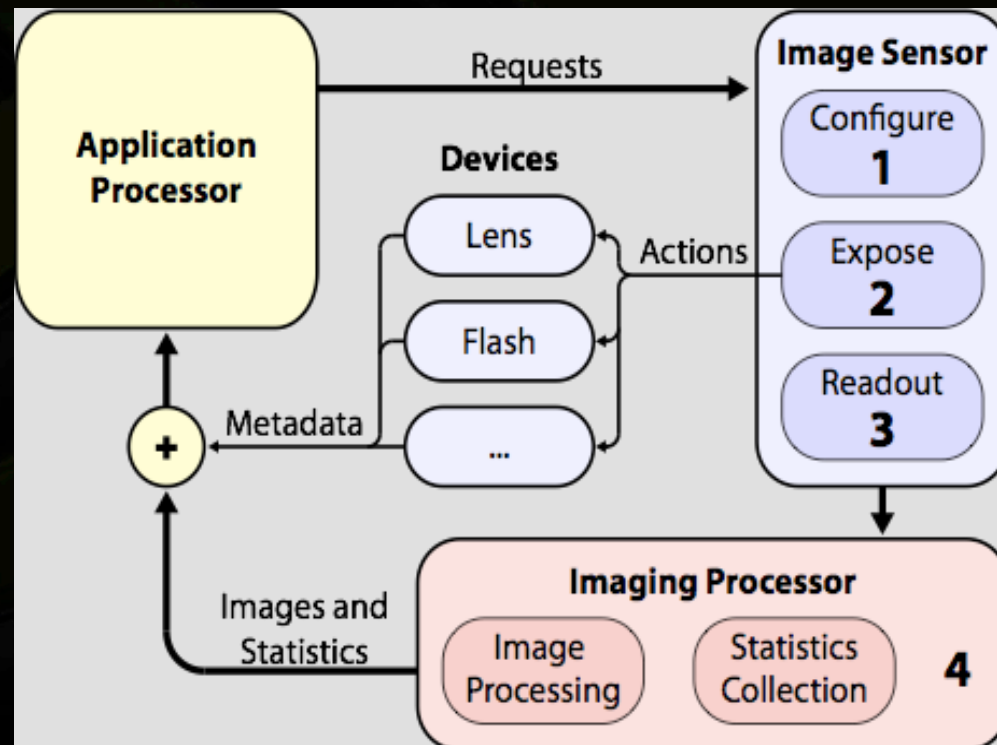 Requests
Image Sensor
Application
Processor
Configure
1
Devices
Lens
Actions
Expose
2
Flash
Readout
3
Metadata
+
...
Imaging Processor
Images and
Statistics
Image
Processing
Statistics
Collection
4